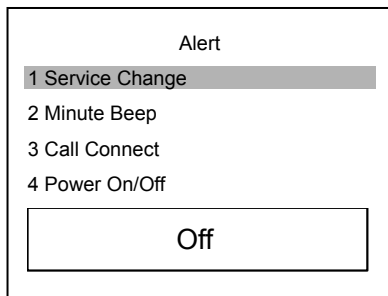 Alert
1 Service Change
2 Minute Beep
3 Call Connect
4 Power On/Off
Off